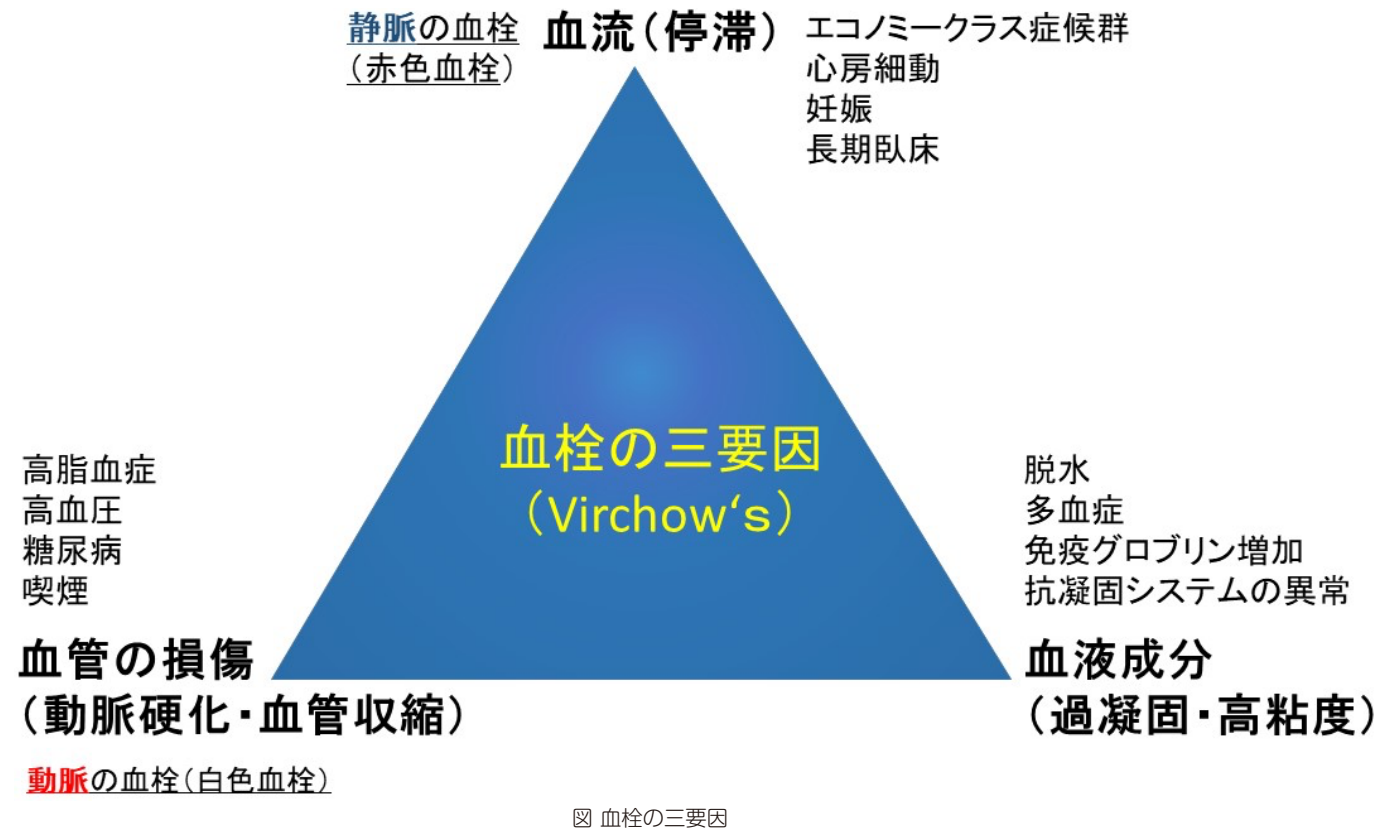 静脈の血栓
（赤色血栓）
血流（停滞）
エコノミークラス症候群
心房細動
妊娠
長期臥床
血栓の三要因
（Virchow‘s）
高脂血症
高血圧
糖尿病
喫煙
血管の損傷
（動脈硬化・血管収縮）
動脈の血栓（白色血栓）
脱水
多血症
免疫グロブリン増加
抗凝固システムの異常
血液成分
（過凝固・高粘度）
図 血栓の三要因